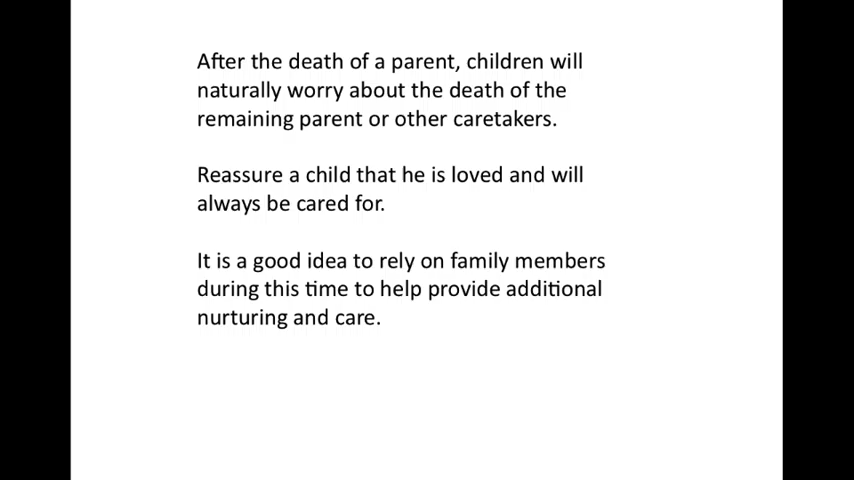 After the death of a parent, children will
naturally worry about the death of the
remaining parent or other caretakers.
Reassure a child that he is loved and will
always be cared for.
It is a good idea to rely on family members
during this time to help provide additional
nurturing and care.